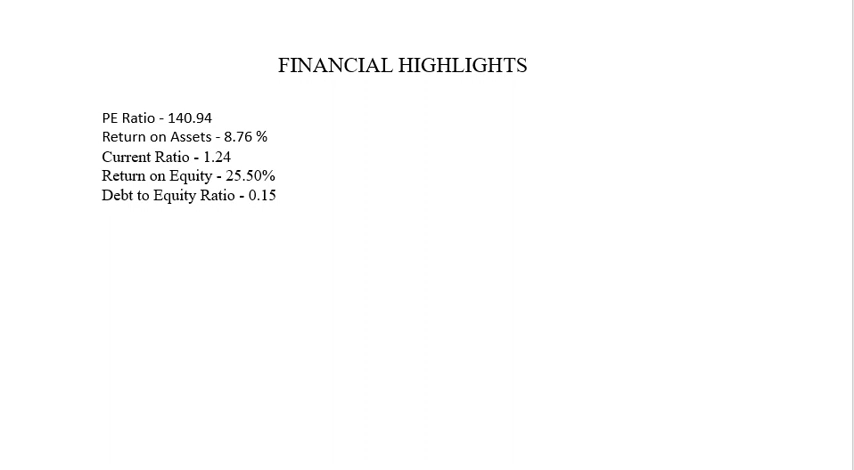 FINANCIAL HIGHLIGHTS
PE Ratio - 140.94
Return on Assets - 8.76 %
Current Ratio - 1.24
Return on Equity - 25.50%
Debt to Equity Ratio - 0.15